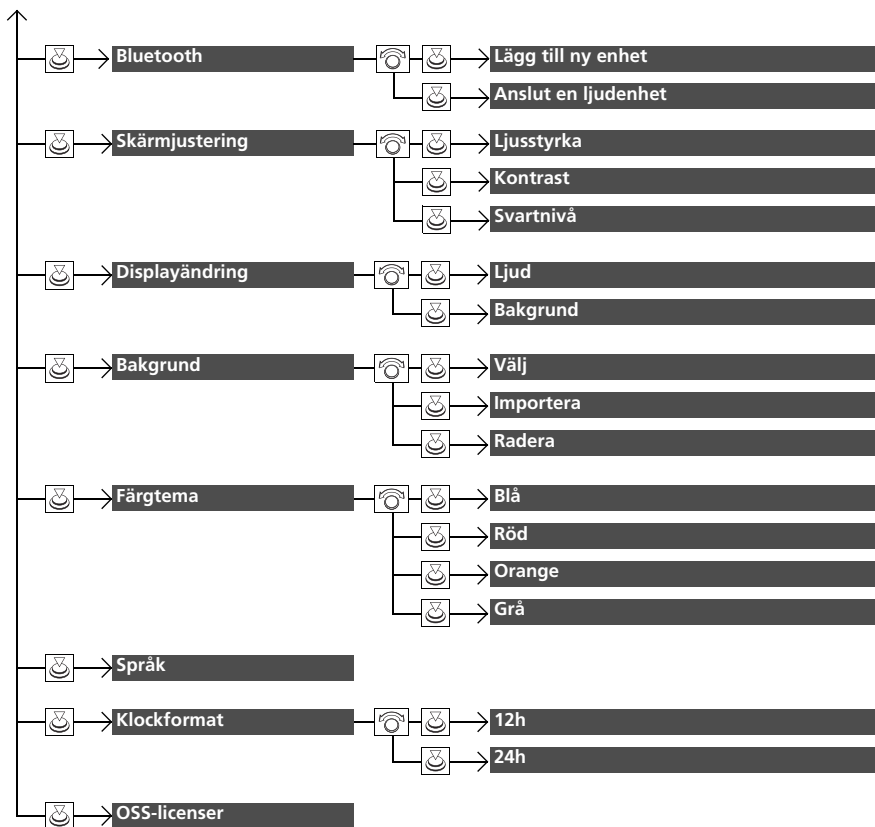 Bluetooth
Lägg till ny enhet
Anslut en ljudenhet
Skärmjustering
Ljusstyrka
Kontrast
Svartnivå
Displayändring
Ljud
Bakgrund
Bakgrund
Välj
Importera
Radera
Färgtema
Blå
Röd
Orange
Grå
Språk
Klockformat
12h
24h
OSS-licenser